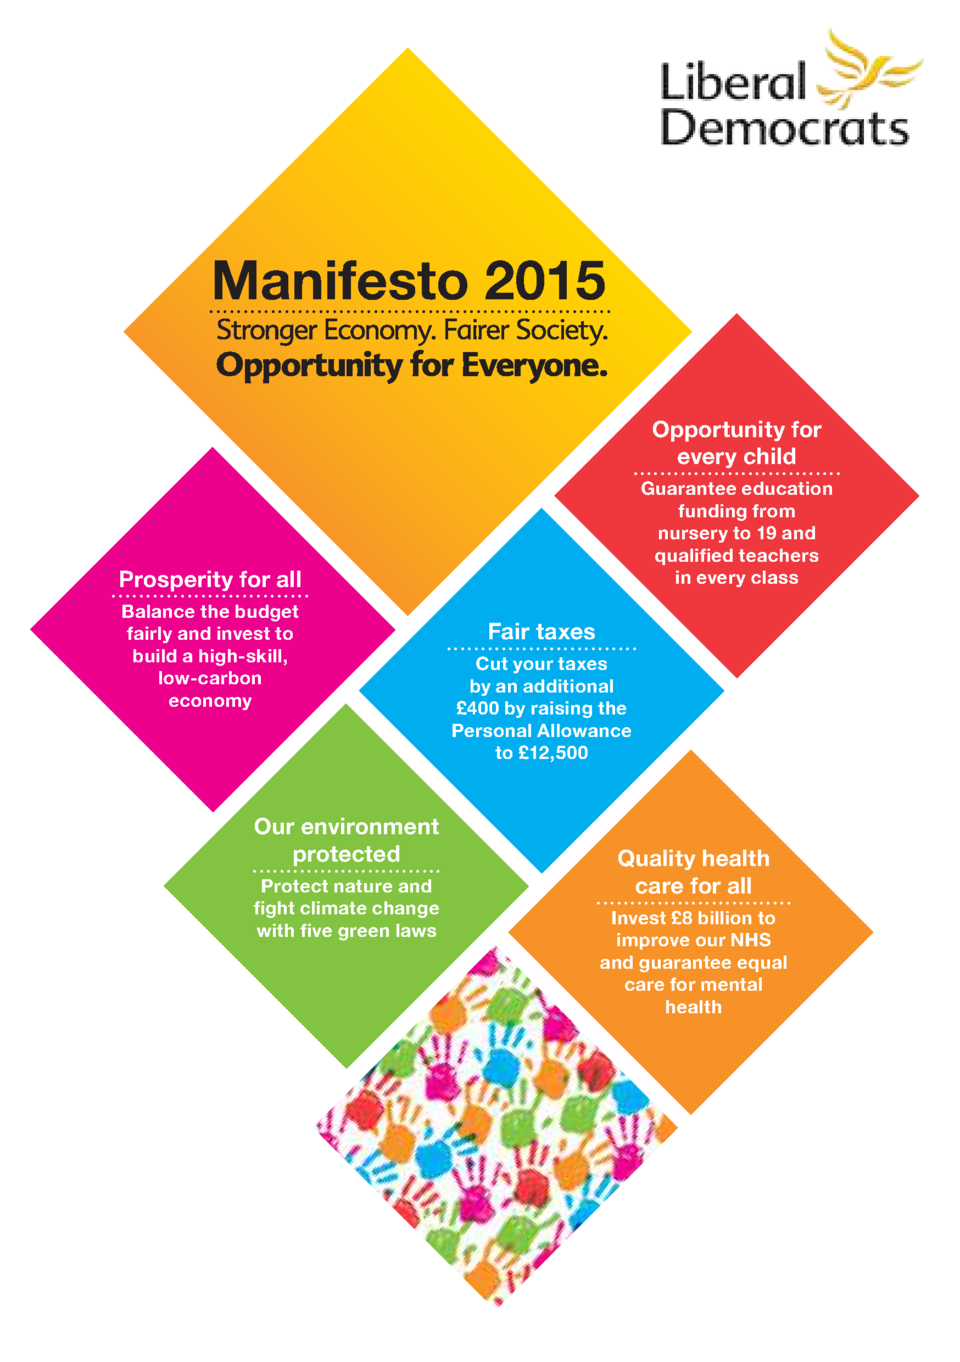 Liberal
Democrats
Manifesto 2015
Stronger Economy. Fairer Society.
Opportunity for Everyone.
Opportunity for
every child
Guarantee education
funding from
nursery to 19 and
qualified teachers
in every class
Prosperity for all
Balance the budget
fairly and invest to
build a high-skill,
low-carbon
economy
Fair taxes
Cut your taxes
by an additional
£400 by raising the
Personal Allowance
to £12,500
Our environment
protected
Protect nature and
fight climate change
with five green laws
Quality health
care for all
Invest £8 billion to
improve our NHS
and guarantee equal
care for mental
health